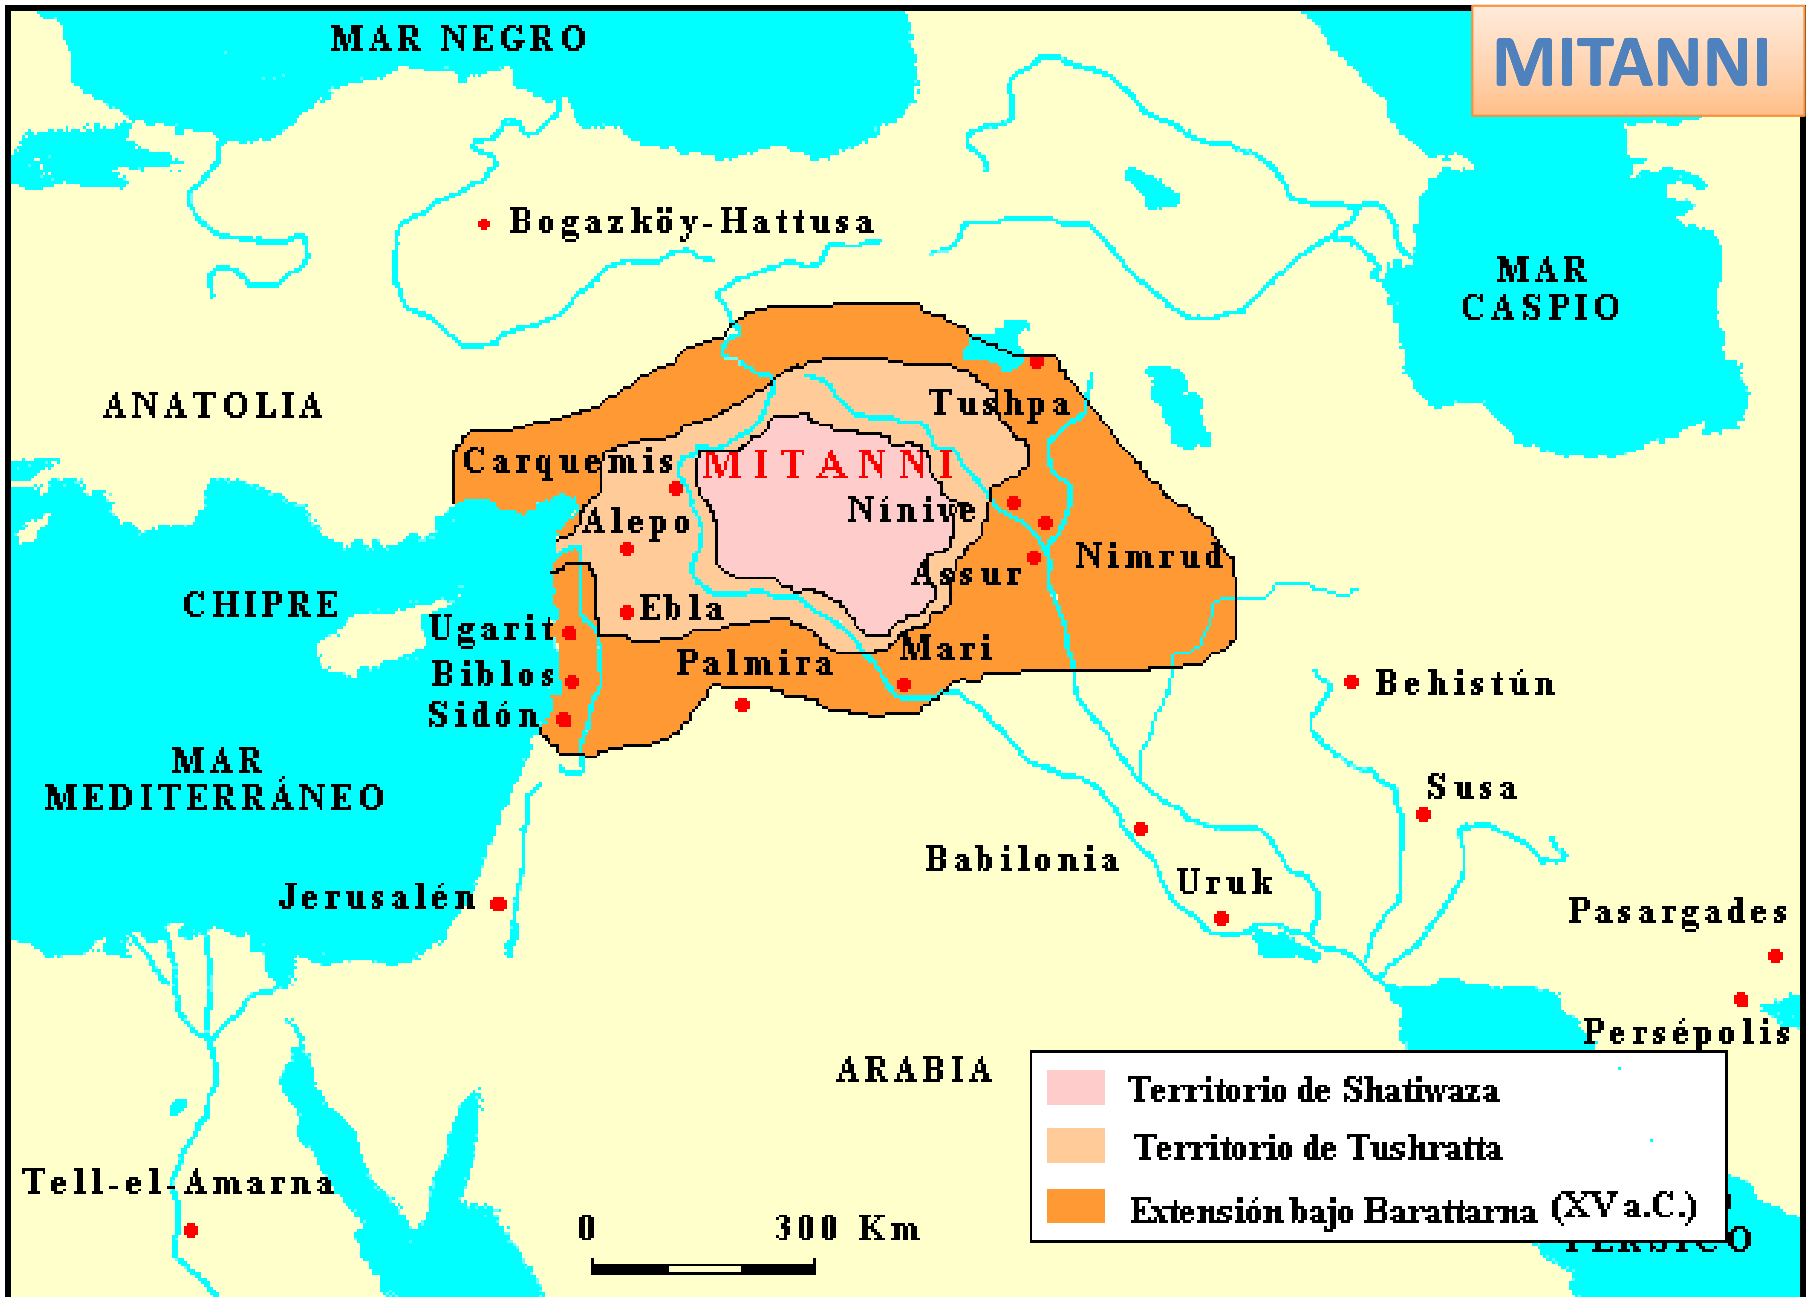 MITANNI
MAR NEGRO
Bogazköy-Hattusa
MAR
CASPIO
ANATOLIA
Tushpa
Carquemis
MITANNI
Nínive
Alepo
Nimrud
Assur
CHIPRE
Ebla
Ugarit
Mari
Palmira
Biblos
Behistún
Sidón
MAR
MEDITERRÁNEO
Susa
Babilonia
Uruk
Jerusalén
Pasargades
Persépolis
ARABIA
Territorio de Shatiwaza
Territorio de Tushratta
Extensión bajo Barattarna (XV a.C.)
PERSICO
Tell-el-Amarna
0 300 Km